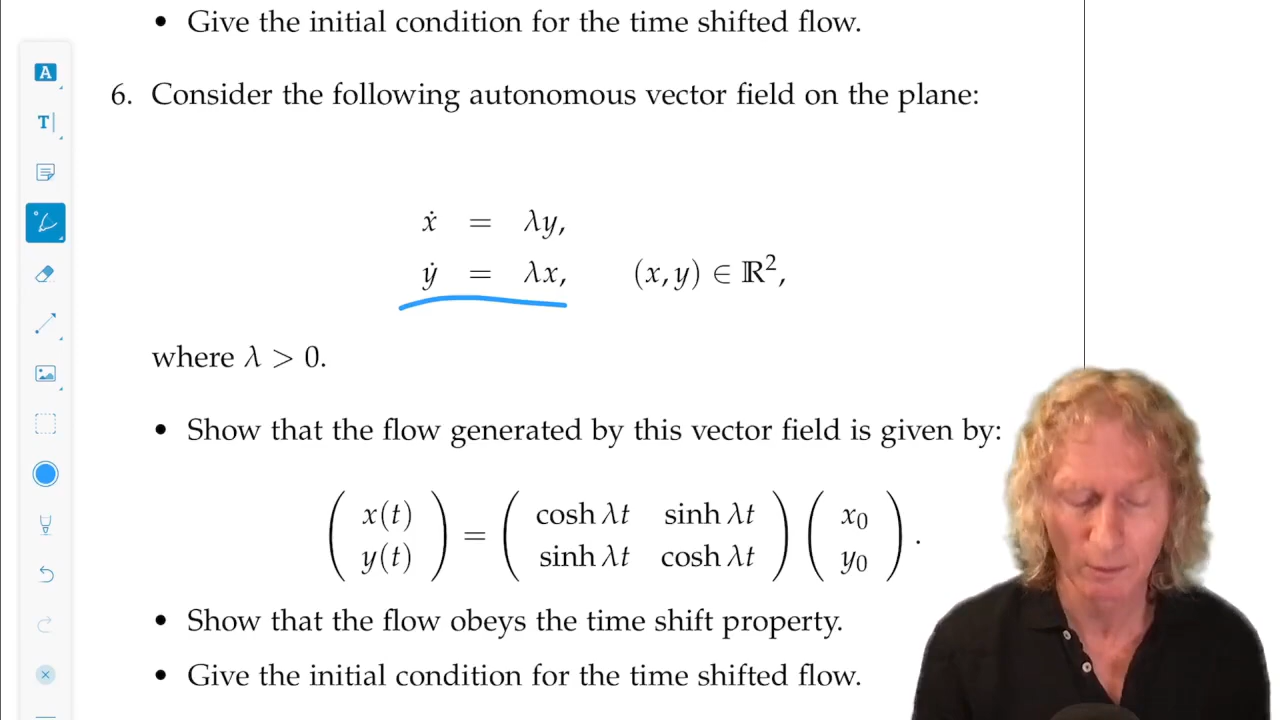 • Give the initial condition for the time shifted flow.
6. Consider the following autonomous vector field on the plane:
ẋ = λy,
ẏ = λx, (x, y) ∈ ℝ²,
where λ > 0.
• Show that the flow generated by this vector field is given by:
( x(t) ) = ( cosh λt sinh λt ) ( x₀ )
( y(t) ) ( sinh λt cosh λt ) ( y₀ ) .
• Show that the flow obeys the time shift property.
• Give the initial condition for the time shifted flow.
A
T